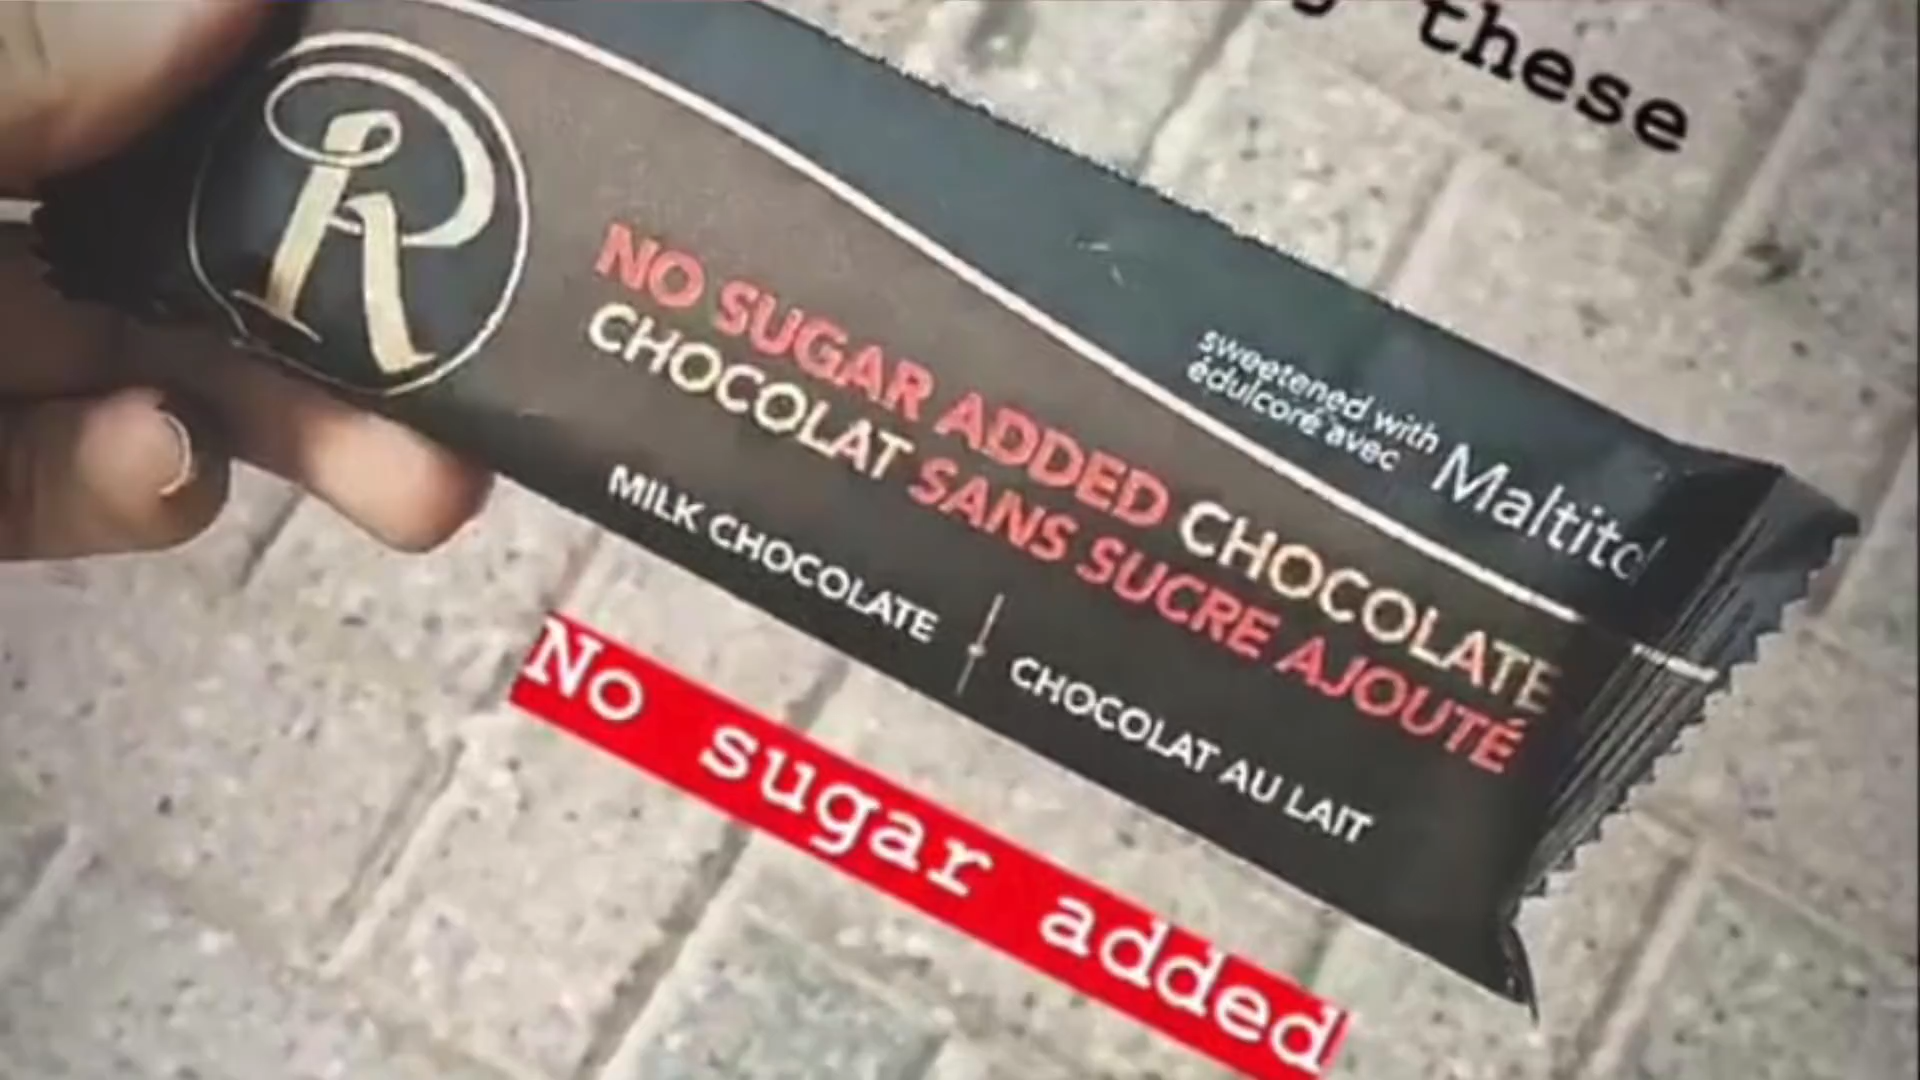 these
R
sweetened with
édulcoré avec
Maltitol
NO SUGAR ADDED CHOCOLATE
CHOCOLAT SANS SUCRE AJOUTÉ
MILK CHOCOLATE
CHOCOLAT AU LAIT
No sugar added